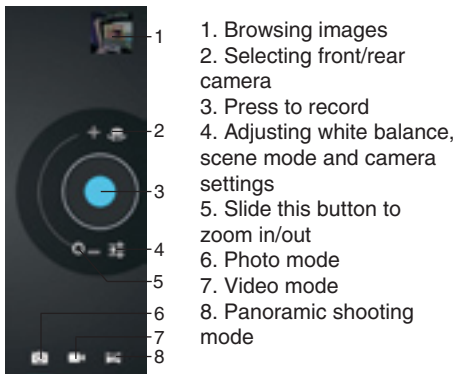 1
2
3
4
5
6
7
8
1. Browsing images
2. Selecting front/rear
camera
3. Press to record
4. Adjusting white balance,
scene mode and camera
settings
5. Slide this button to
zoom in/out
6. Photo mode
7. Video mode
8. Panoramic shooting
mode